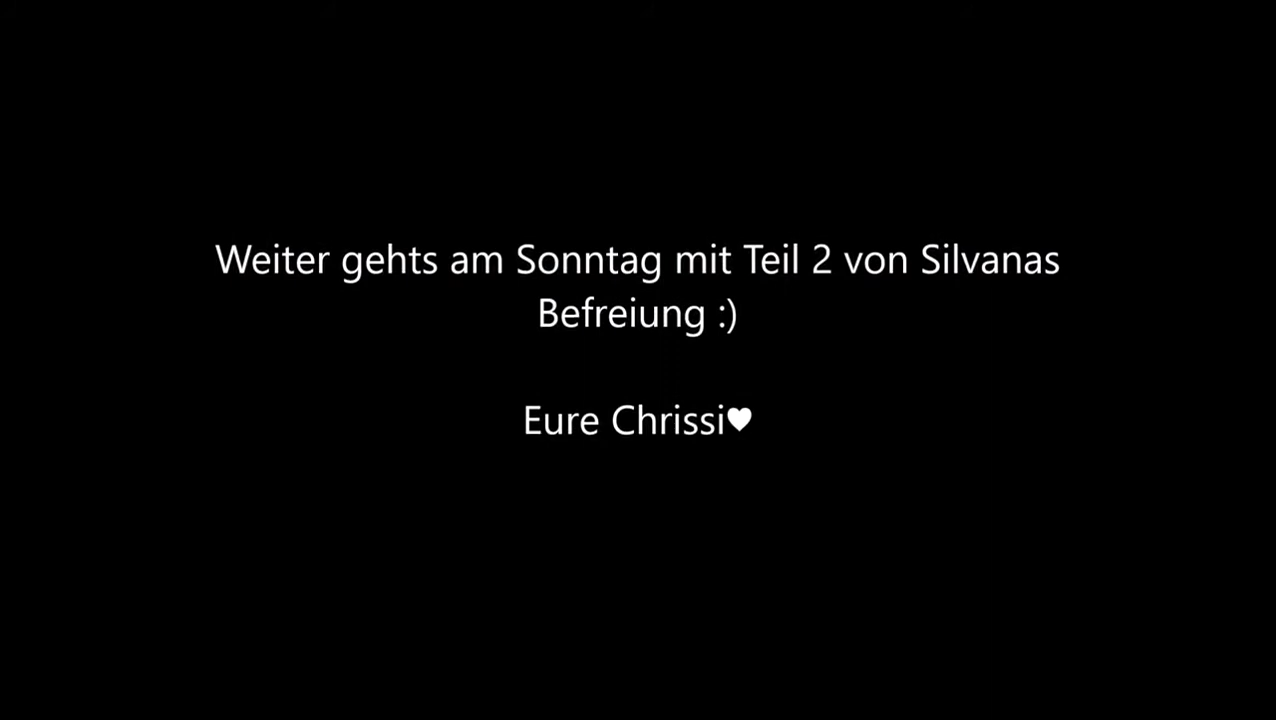 Weiter gehts am Sonntag mit Teil 2 von Silvanas
Befreiung :)
Eure Chrissi♥